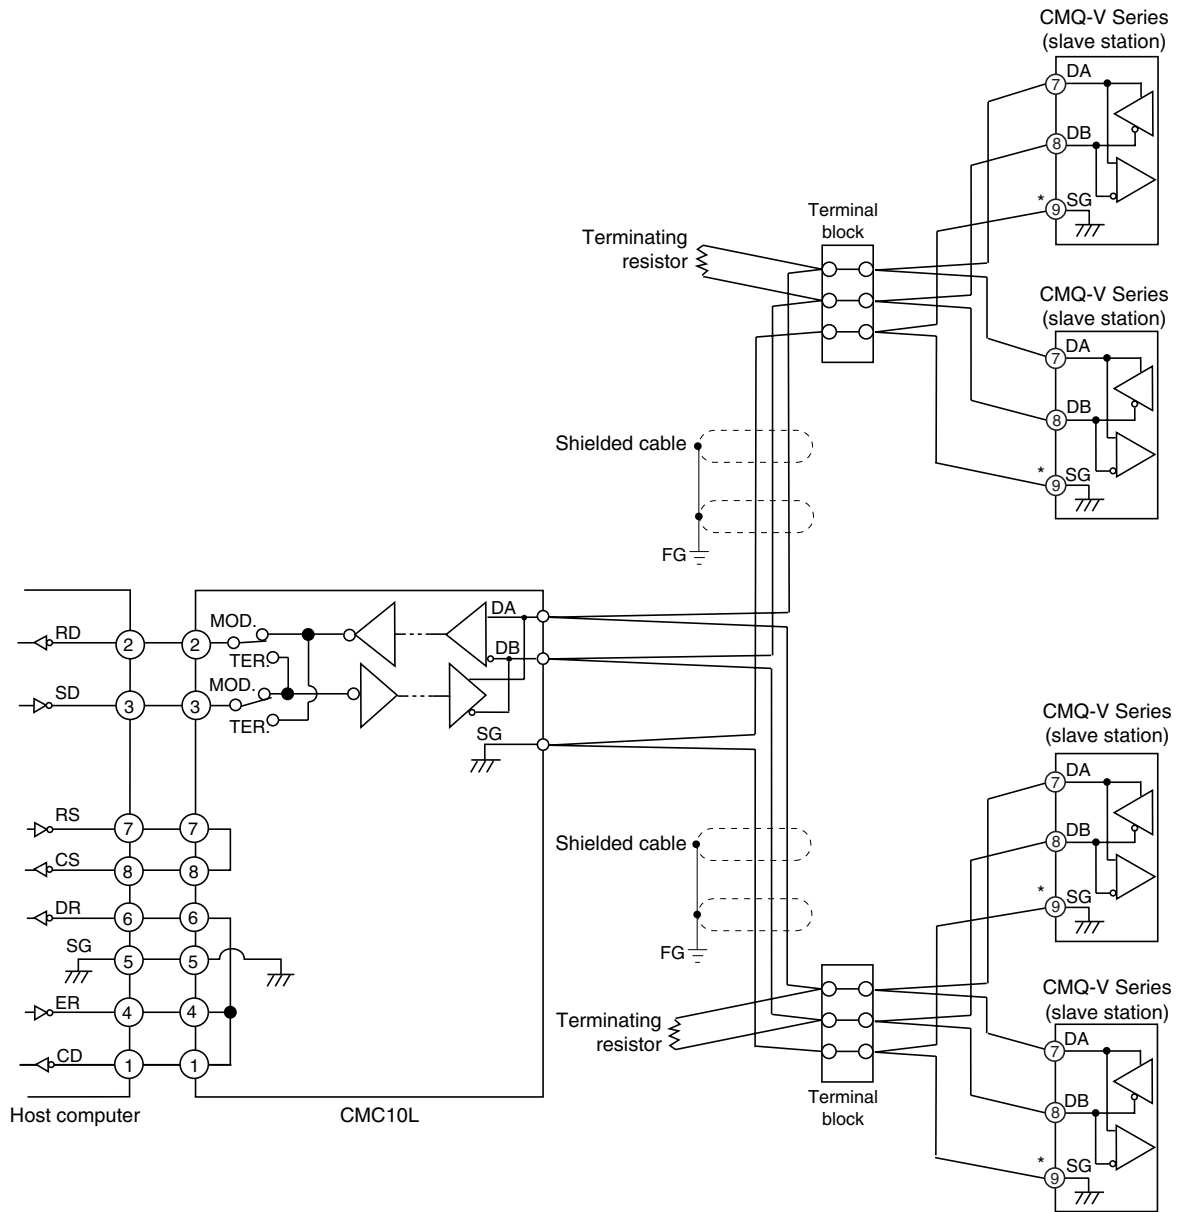 CMQ-V Series
(slave station)
7 DA
8 DB
* 9 SG
Terminal
block
Terminating
resistor
CMQ-V Series
(slave station)
7 DA
8 DB
* 9 SG
Shielded cable
FG
RD 2 2 MOD.
TER.
DA
DB
SD 3 3 MOD.
TER.
SG
RS 7 7
CS 8 8
DR 6 6
SG 5 5
ER 4 4
CD 1 1
Host computer
CMC10L
Shielded cable
FG
CMQ-V Series
(slave station)
7 DA
8 DB
* 9 SG
Terminating
resistor
Terminal
block
CMQ-V Series
(slave station)
7 DA
8 DB
* 9 SG